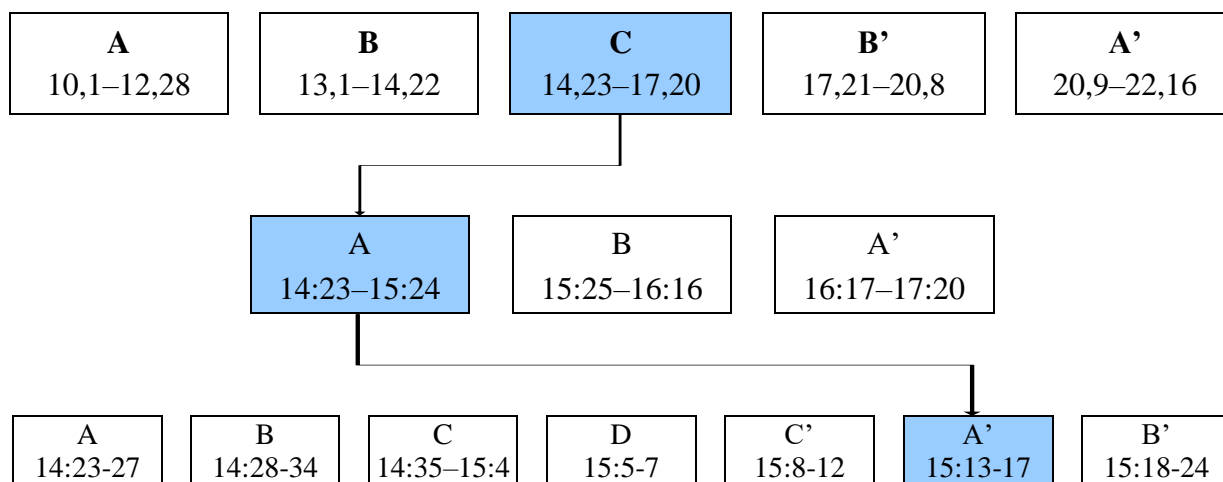 A
10,1–12,28
B
13,1–14,22
C
14,23–17,20
B’
17,21–20,8
A’
20,9–22,16
A
14:23–15:24
B
15:25–16:16
A’
16:17–17:20
A
14:23-27
B
14:28-34
C
14:35–15:4
D
15:5-7
C’
15:8-12
A’
15:13-17
B’
15:18-24